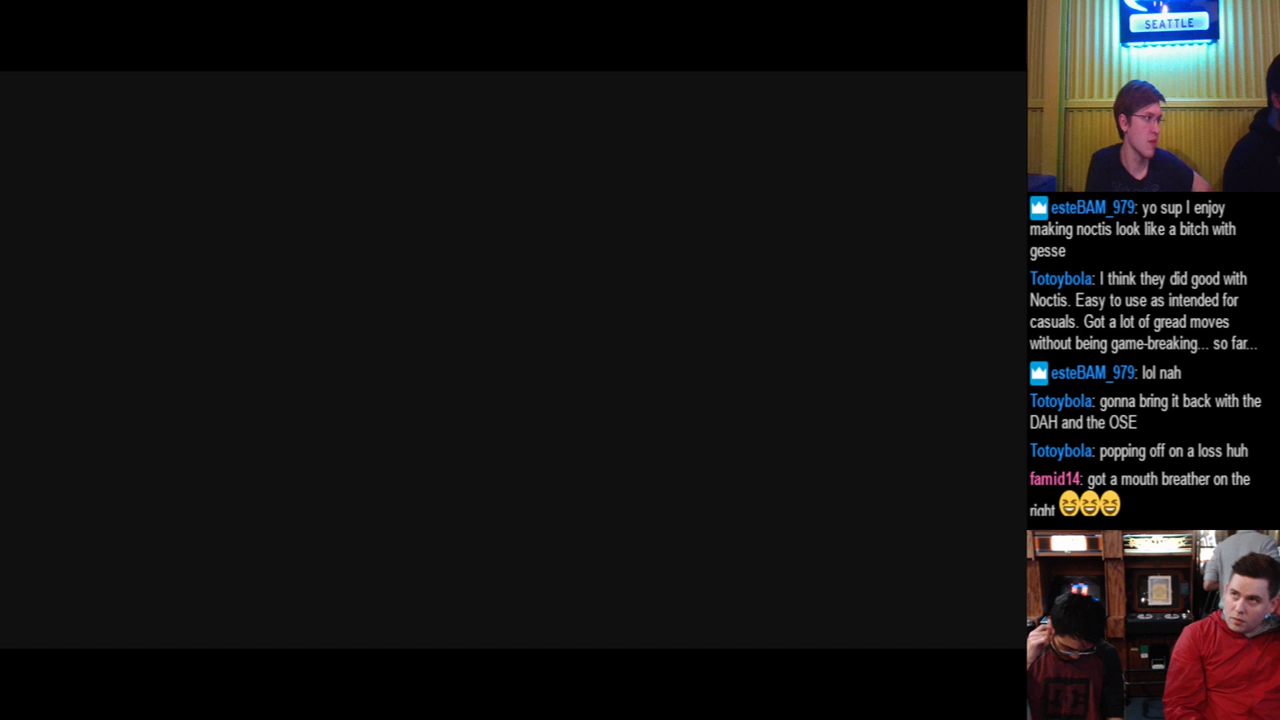 SEATTLE
esteBAM_979: yo sup I enjoy
making noctis look like a bitch with
gesse
Totoybola: I think they did good with
Noctis. Easy to use as intended for
casuals. Got a lot of gread moves
without being game-breaking... so far...
esteBAM_979: lol nah
Totoybola: gonna bring it back with the
DAH and the OSE
Totoybola: popping off on a loss huh
famid14: got a mouth breather on the
right